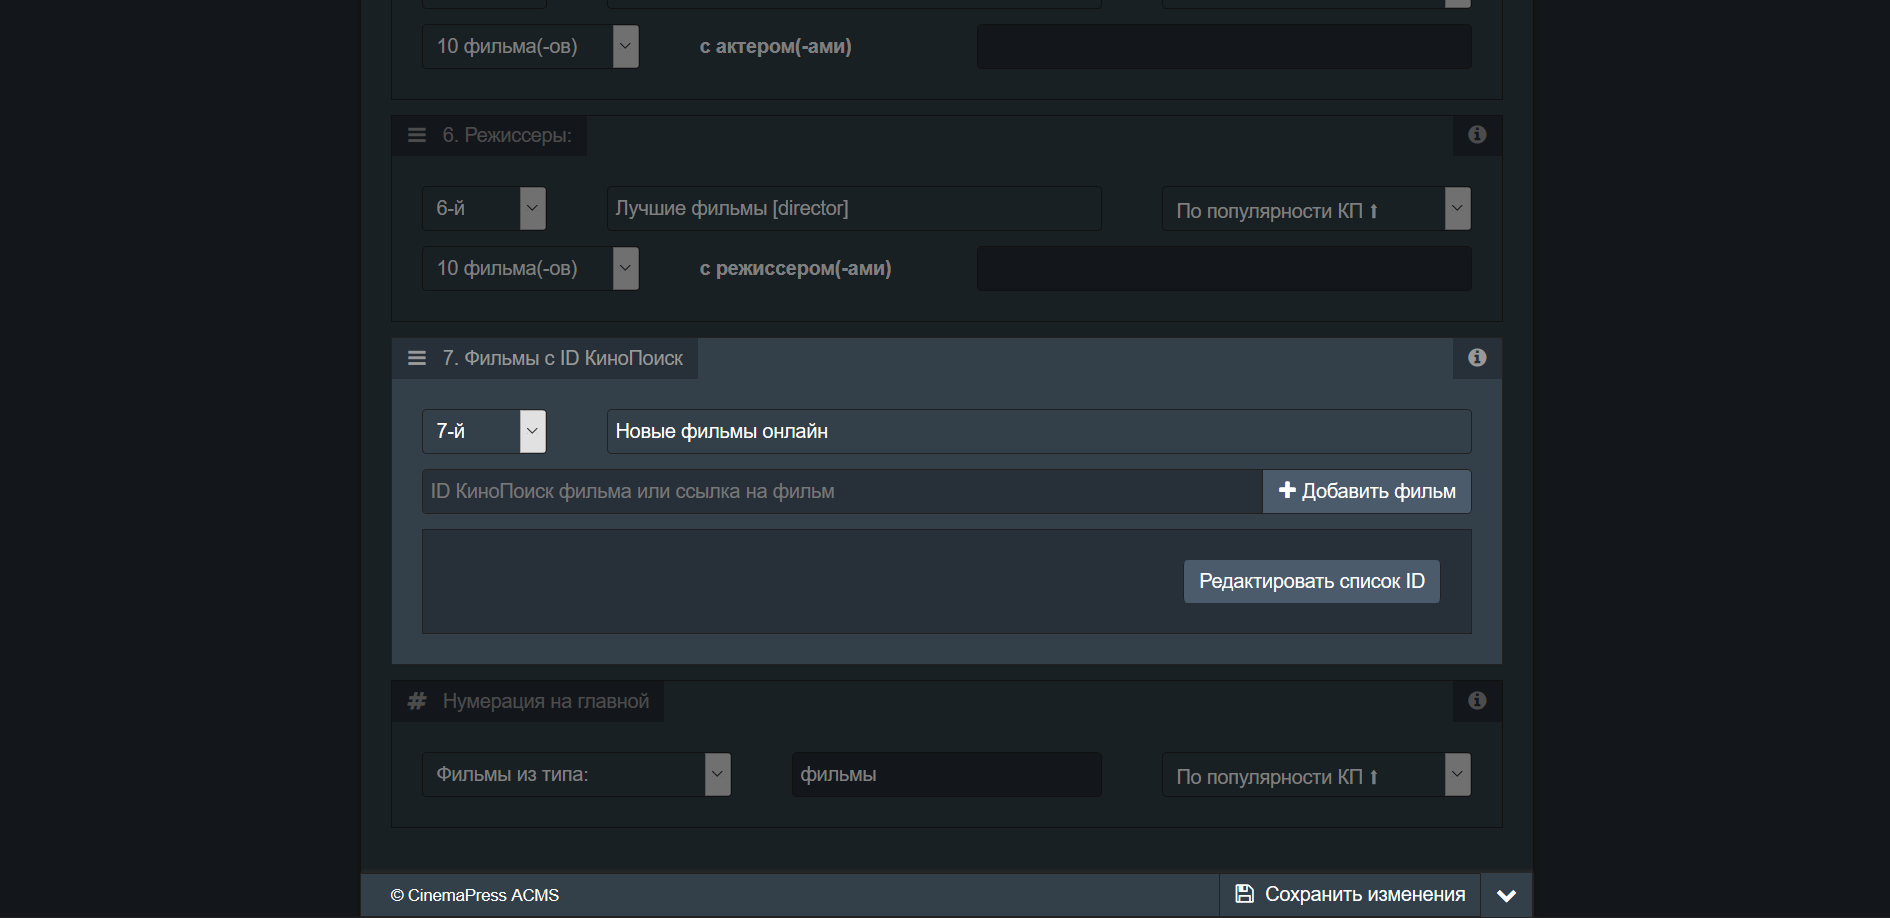 10 фильма(-ов)
с актером(-ами)
6. Режиссеры:
6-й
Лучшие фильмы [director]
По популярности КП ⬆
10 фильма(-ов)
с режиссером(-ами)
7. Фильмы с ID КиноПоиск
7-й
Новые фильмы онлайн
ID КиноПоиск фильма или ссылка на фильм
Добавить фильм
Редактировать список ID
# Нумерация на главной
Фильмы из типа:
фильмы
По популярности КП ⬆
© CinemaPress ACMS
Сохранить изменения